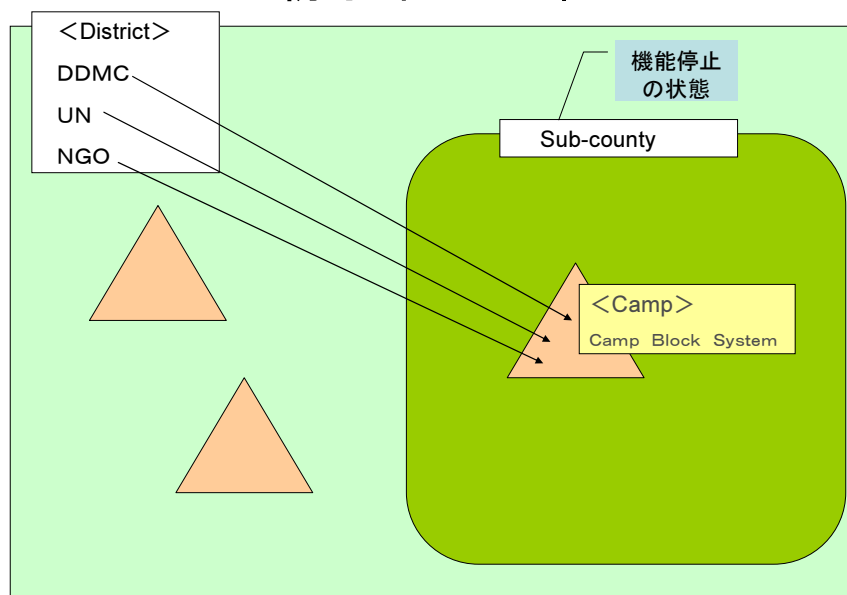 ＜District＞
DDMC
UN
NGO
機能停止
の状態
Sub-county
＜Camp＞
Camp Block System